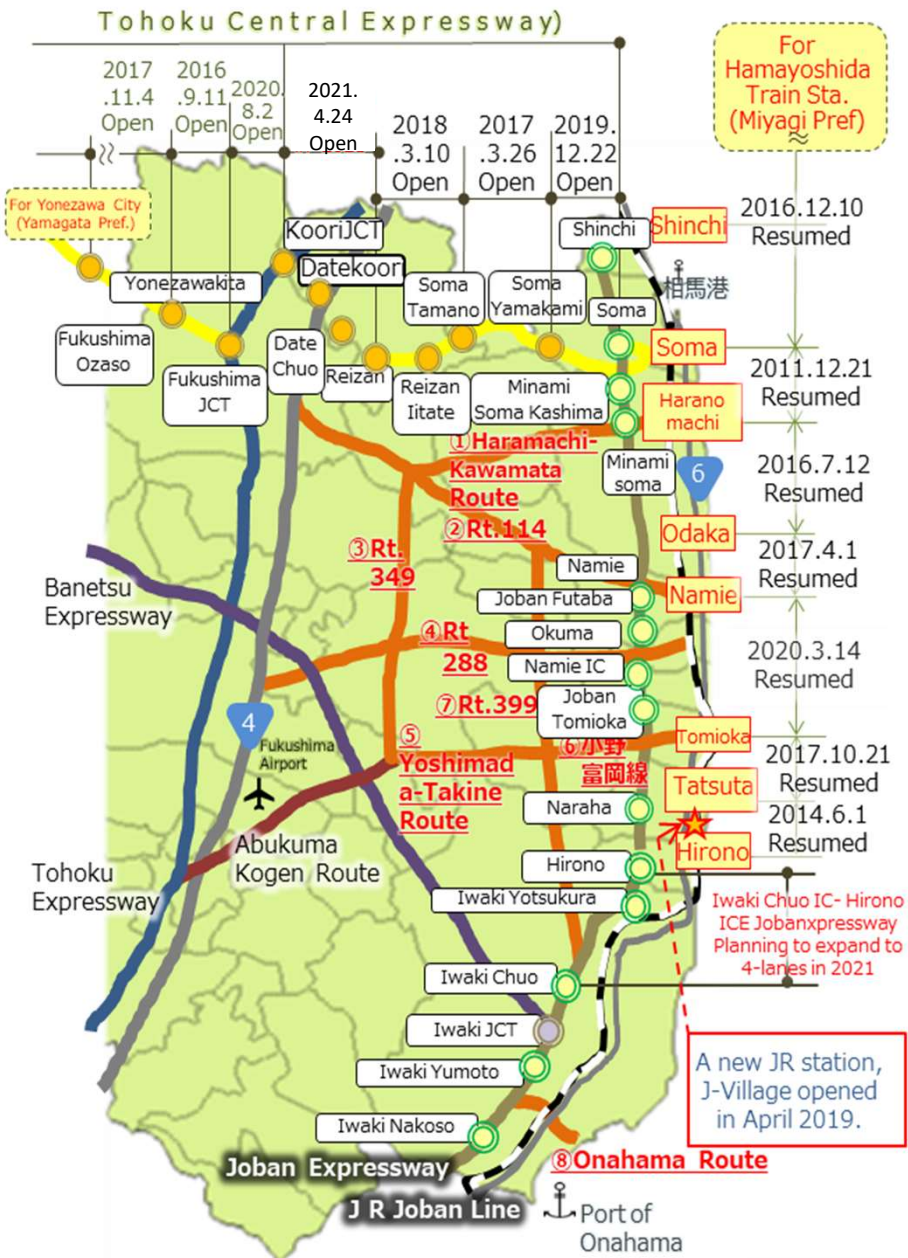 Tohoku Central Expressway)
2017
.11.4
Open
2016
.9.11
Open
2020.
8.2
Open
2021.
4.24
Open
2018
.3.10
Open
2017
.3.26
Open
2019.
12.22
Open
For
Hamayoshida
Train Sta.
(Miyagi Pref)
For Yonezawa City
(Yamagata Pref.)
KooriJCT
Datekoori
Shinchi
Shinchi
2016.12.10
Resumed
相馬港
Yonezawakita
Soma
Tamano
Soma
Yamakami
Soma
Fukushima
Ozaso
Fukushima
JCT
Date
Chuo
Reizan
Reizan
Iitate
Minami
Soma Kashima
Soma
2011.12.21
Resumed
Harano
machi
①Haramachi-
Kawamata
Route
Minami
soma
6
2016.7.12
Resumed
②Rt.114
③Rt.
349
Odaka
2017.4.1
Resumed
Namie
Namie
Banetsu
Expressway
Joban Futaba
Okuma
④Rt
288
Namie IC
2020.3.14
Resumed
⑦Rt.399
Joban
Tomioka
4
Fukushima
Airport
⑤
Yoshimad
a-Takine
Route
⑥小野
富岡線
Tomioka
2017.10.21
Resumed
Tatsuta
2014.6.1
Resumed
Naraha
Abukuma
Kogen Route
Hirono
Hirono
Tohoku
Expressway
Iwaki Yotsukura
Iwaki Chuo IC- Hirono
ICE Jobanxpressway
Planning to expand to
4-lanes in 2021
Iwaki Chuo
Iwaki JCT
Iwaki Yumoto
A new JR station,
J-Village opened
in April 2019.
Iwaki Nakoso
Joban Expressway
⑧Onahama Route
J R Joban Line
Port of
Onahama